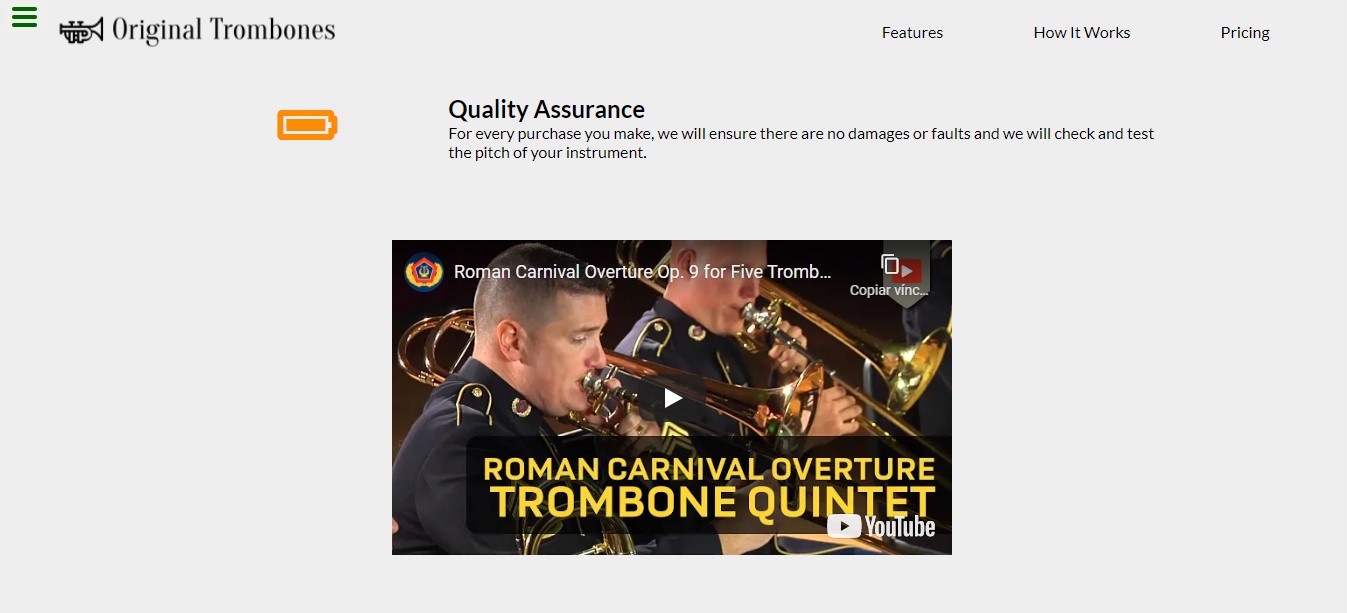 Original Trombones
Features
How It Works
Pricing
Quality Assurance
For every purchase you make, we will ensure there are no damages or faults and we will check and test
the pitch of your instrument.
Roman Carnival Overture Op. 9 for Five Tromb...
Copiar vínc...
ROMAN CARNIVAL OVERTURE
TROMBONE QUINTET
YouTube